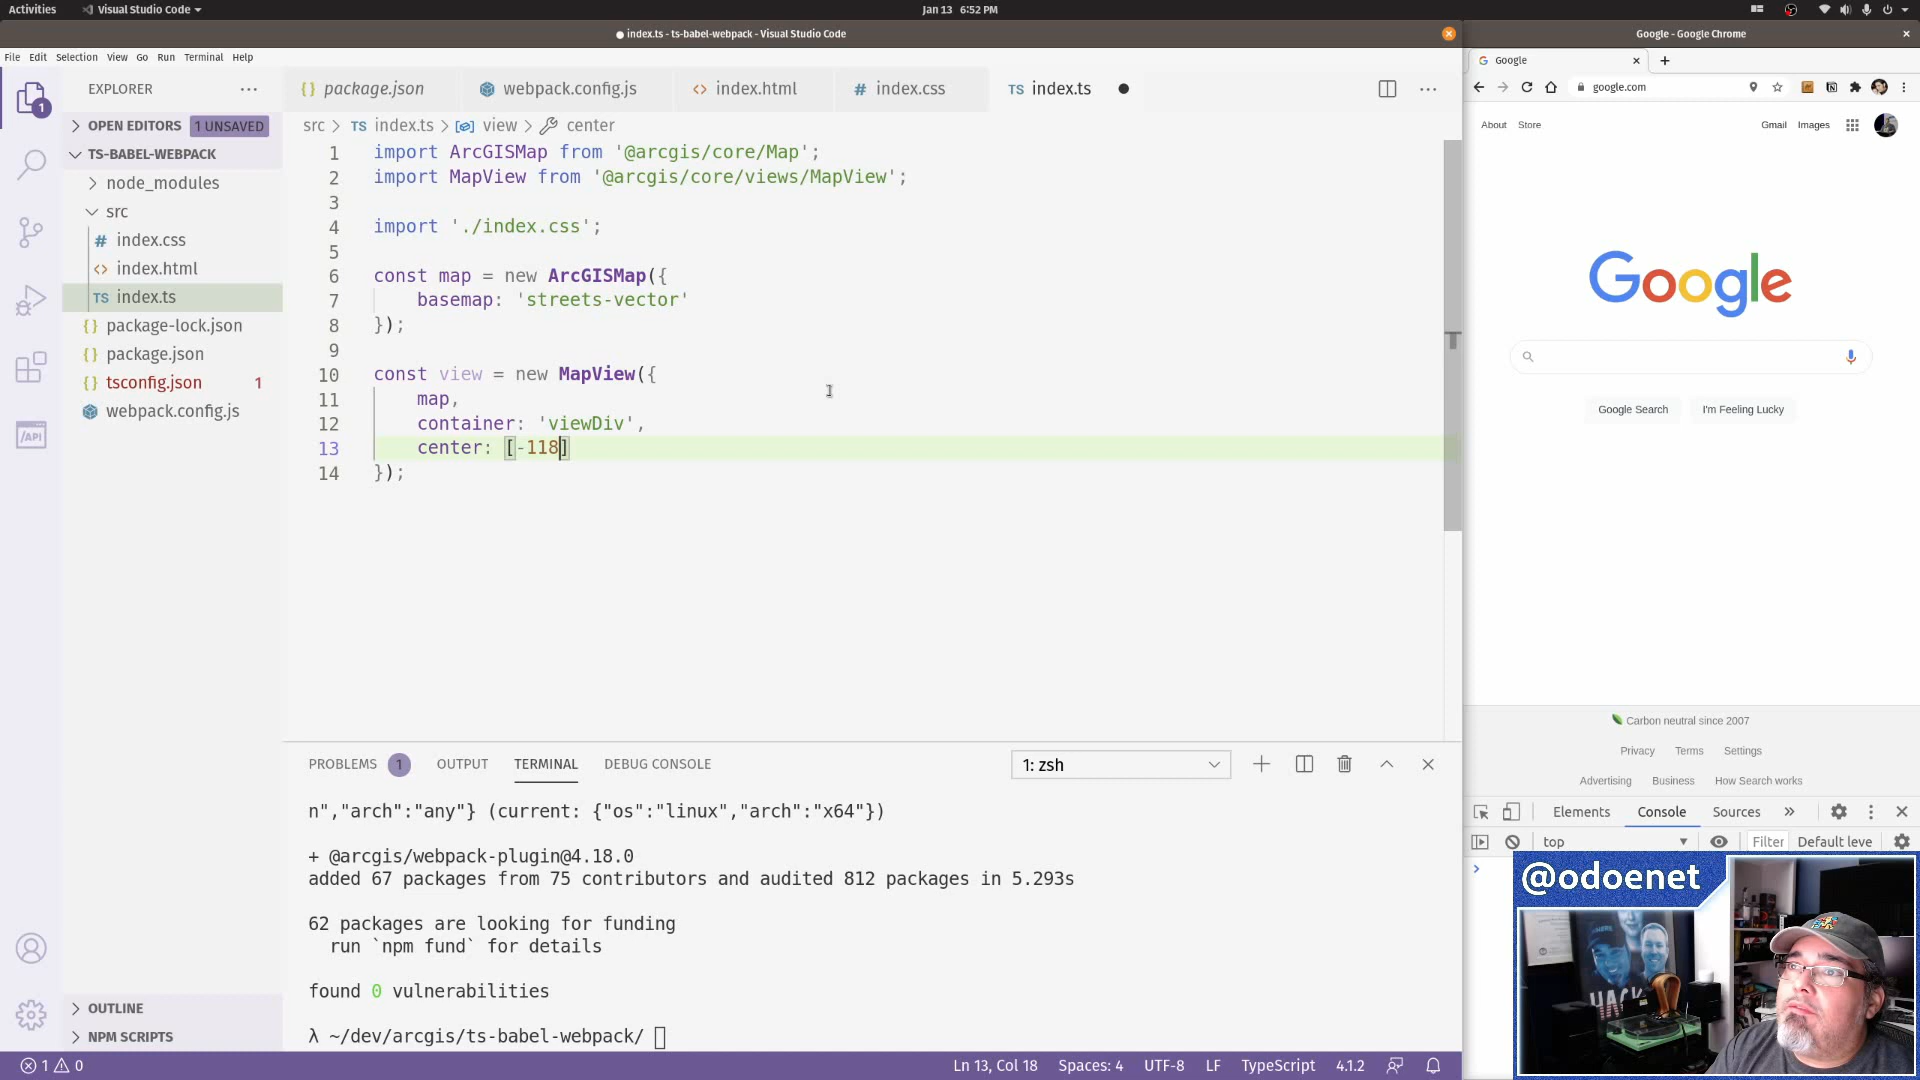 Activities
Visual Studio Code
Jan 13 6:52 PM
index.ts - ts-babel-webpack - Visual Studio Code
File Edit Selection View Go Run Terminal Help
EXPLORER
1
OPEN EDITORS 1 UNSAVED
TS-BABEL-WEBPACK
node_modules
src
# index.css
<> index.html
TS index.ts
{} package-lock.json
{} package.json
{} tsconfig.json 1
webpack.config.js
/API
OUTLINE
NPM SCRIPTS
{} package.json
webpack.config.js
<> index.html
# index.css
TS index.ts
src > TS index.ts > view > center
1 import ArcGISMap from '@arcgis/core/Map';
2 import MapView from '@arcgis/core/views/MapView';
3
4 import './index.css';
5
6 const map = new ArcGISMap({
7 basemap: 'streets-vector'
8 });
9
10 const view = new MapView({
11 map,
12 container: 'viewDiv',
13 center: [-118]
14 });
PROBLEMS 1 OUTPUT TERMINAL DEBUG CONSOLE
1: zsh
n","arch":"any"} (current: {"os":"linux","arch":"x64"})
+ @arcgis/webpack-plugin@4.18.0
added 67 packages from 75 contributors and audited 812 packages in 5.293s
62 packages are looking for funding
run `npm fund` for details
found 0 vulnerabilities
λ ~/dev/arcgis/ts-babel-webpack/
1 0
Ln 13, Col 18 Spaces: 4 UTF-8 LF TypeScript 4.1.2
Google - Google Chrome
Google
google.com
About Store
Gmail Images
Google
Google Search
I'm Feeling Lucky
Carbon neutral since 2007
Privacy Terms Settings
Advertising Business How Search works
Elements Console Sources
top
Filter
Default leve
@odoenet
HACK